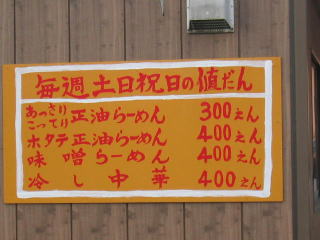 毎週土日祝日の値だん
あっさり
こってり 正油らーめん 300えん
ホタテ正油らーめん 400えん
味噌らーめん 400えん
冷し中華 400えん